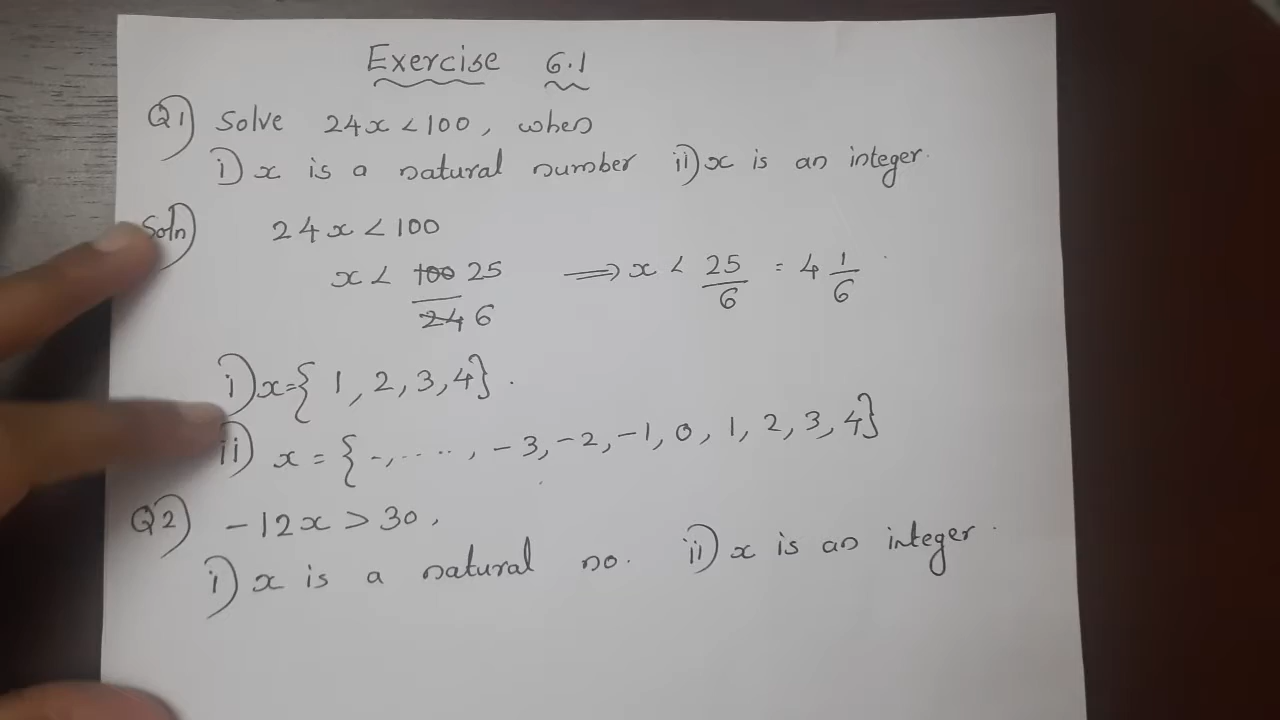 Exercise 6.1
Q1) Solve 24x < 100, when
i) x is a natural number ii) x is an integer.
Soln) 24x < 100
x < 100 25 / 24 6 ⟹ x < 25/6 = 4 1/6
i) x = { 1, 2, 3, 4 } .
ii) x = { -, ...., -3, -2, -1, 0, 1, 2, 3, 4 }
Q2) -12x > 30,
i) x is a natural no. ii) x is an integer.